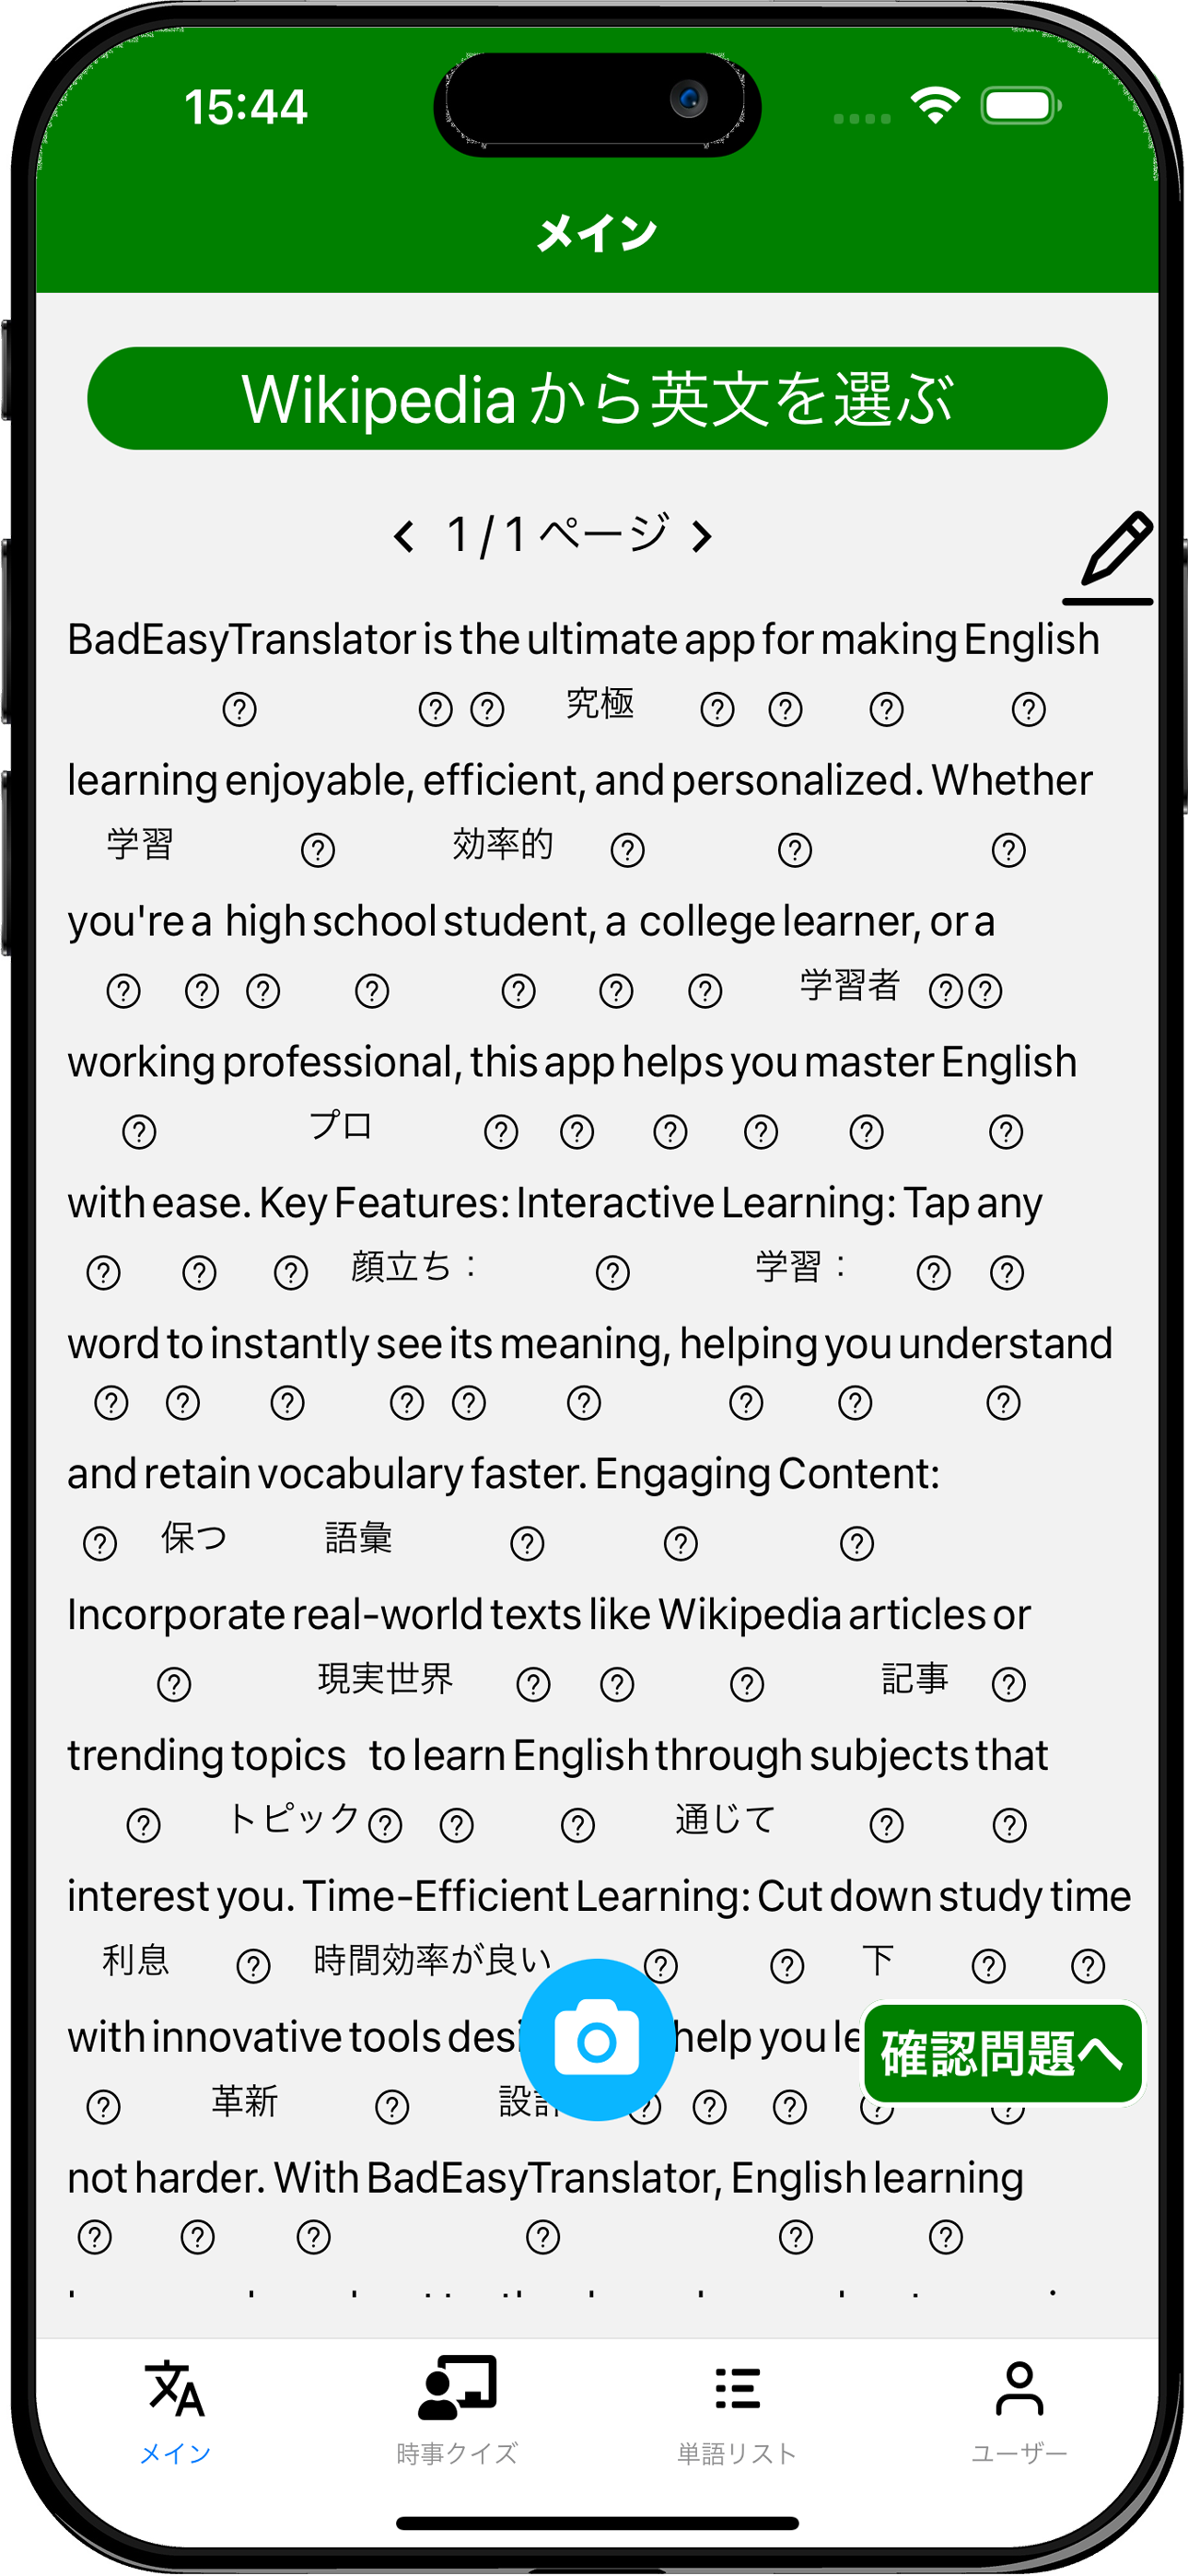 15:44
メイン
Wikipediaから英文を選ぶ
1 / 1 ページ
BadEasyTranslator is the ultimate app for making English
? ? ? 究極 ? ? ? ?
learning enjoyable, efficient, and personalized. Whether
学習 ? 効率的 ? ? ?
you're a high school student, a college learner, or a
? ? ? ? ? ? ? 学習者 ? ?
working professional, this app helps you master English
? プロ ? ? ? ? ? ?
with ease. Key Features: Interactive Learning: Tap any
? ? ? 顔立ち： ? 学習： ? ?
word to instantly see its meaning, helping you understand
? ? ? ? ? ? ? ? ?
and retain vocabulary faster. Engaging Content:
? 保つ 語彙 ? ? ?
Incorporate real-world texts like Wikipedia articles or
? 現実世界 ? ? ? 記事 ?
trending topics to learn English through subjects that
? トピック ? ? ? 通じて ? ?
interest you. Time-Efficient Learning: Cut down study time
利息 ? 時間効率が良い ? ? 下 ? ?
with innovative tools help you
確認問題へ
? 革新 ? 設計 ? ? ? ? ?
not harder. With BadEasyTranslator, English learning
? ? ? ? ? ?
メイン 時事クイズ 単語リスト ユーザー